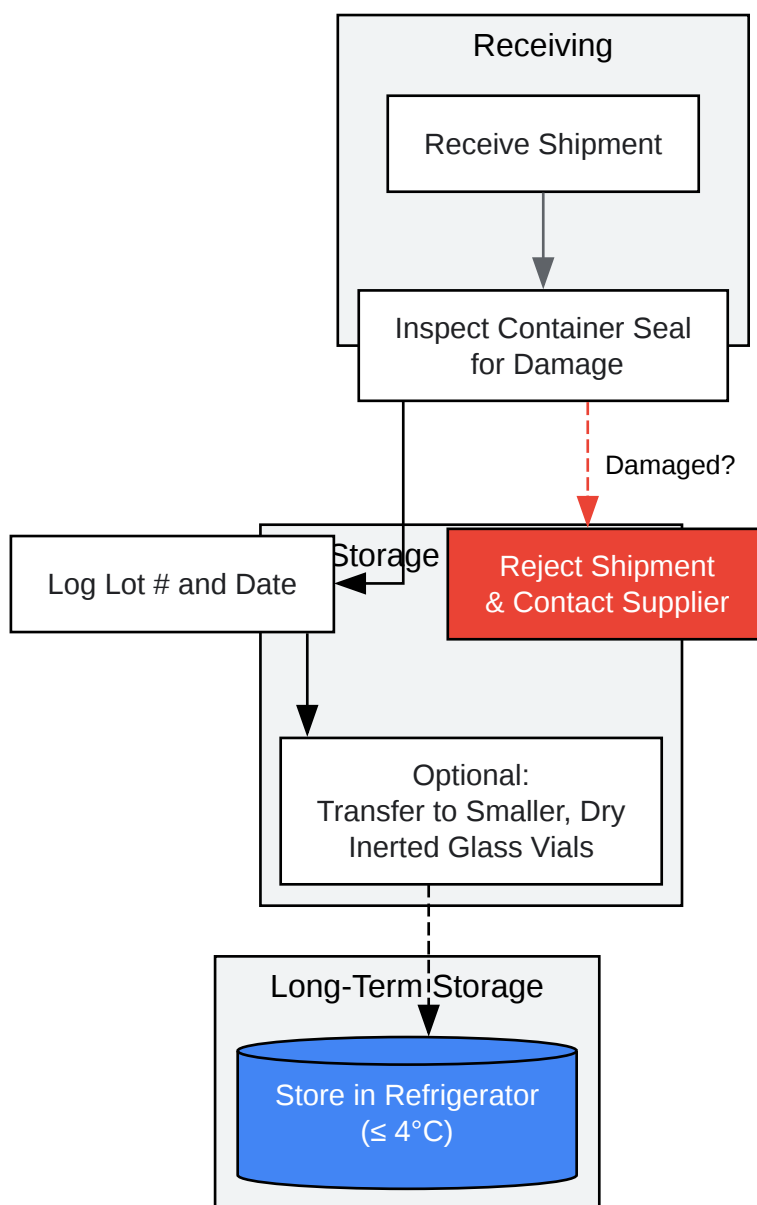 Receiving
Receive Shipment
Inspect Container Seal
for Damage
Damaged?
Log Lot # and Date
Storage
Reject Shipment
& Contact Supplier
Optional:
Transfer to Smaller, Dry
Inerted Glass Vials
Long-Term Storage
Store in Refrigerator
(≤ 4°C)